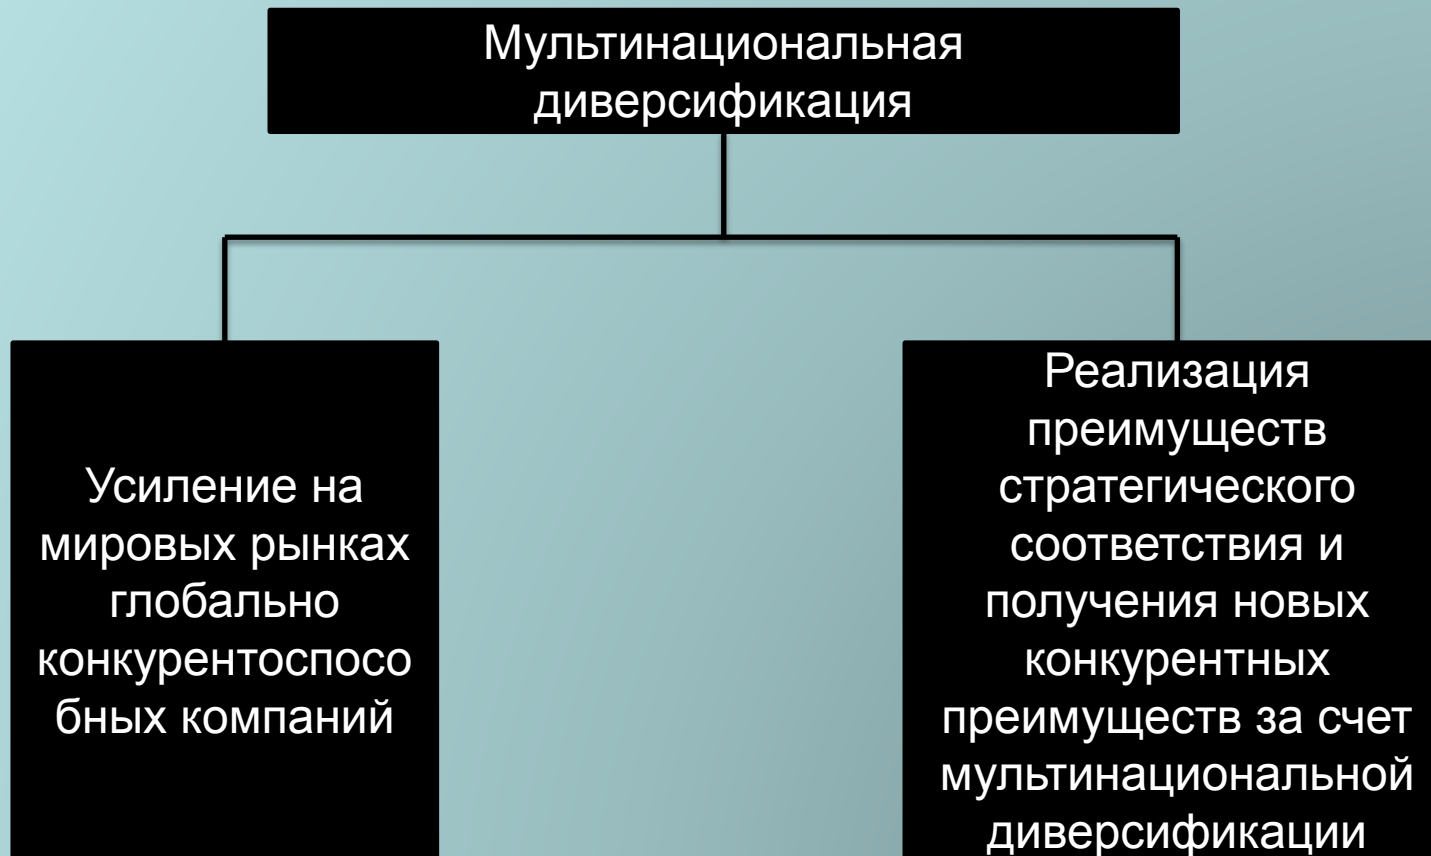 Мультинациональная
диверсификация
Усиление на
мировых рынках
глобально
конкурентоспосо
бных компаний
Реализация
преимуществ
стратегического
соответствия и
получения новых
конкурентных
преимуществ за счет
мультинациональной
диверсификации